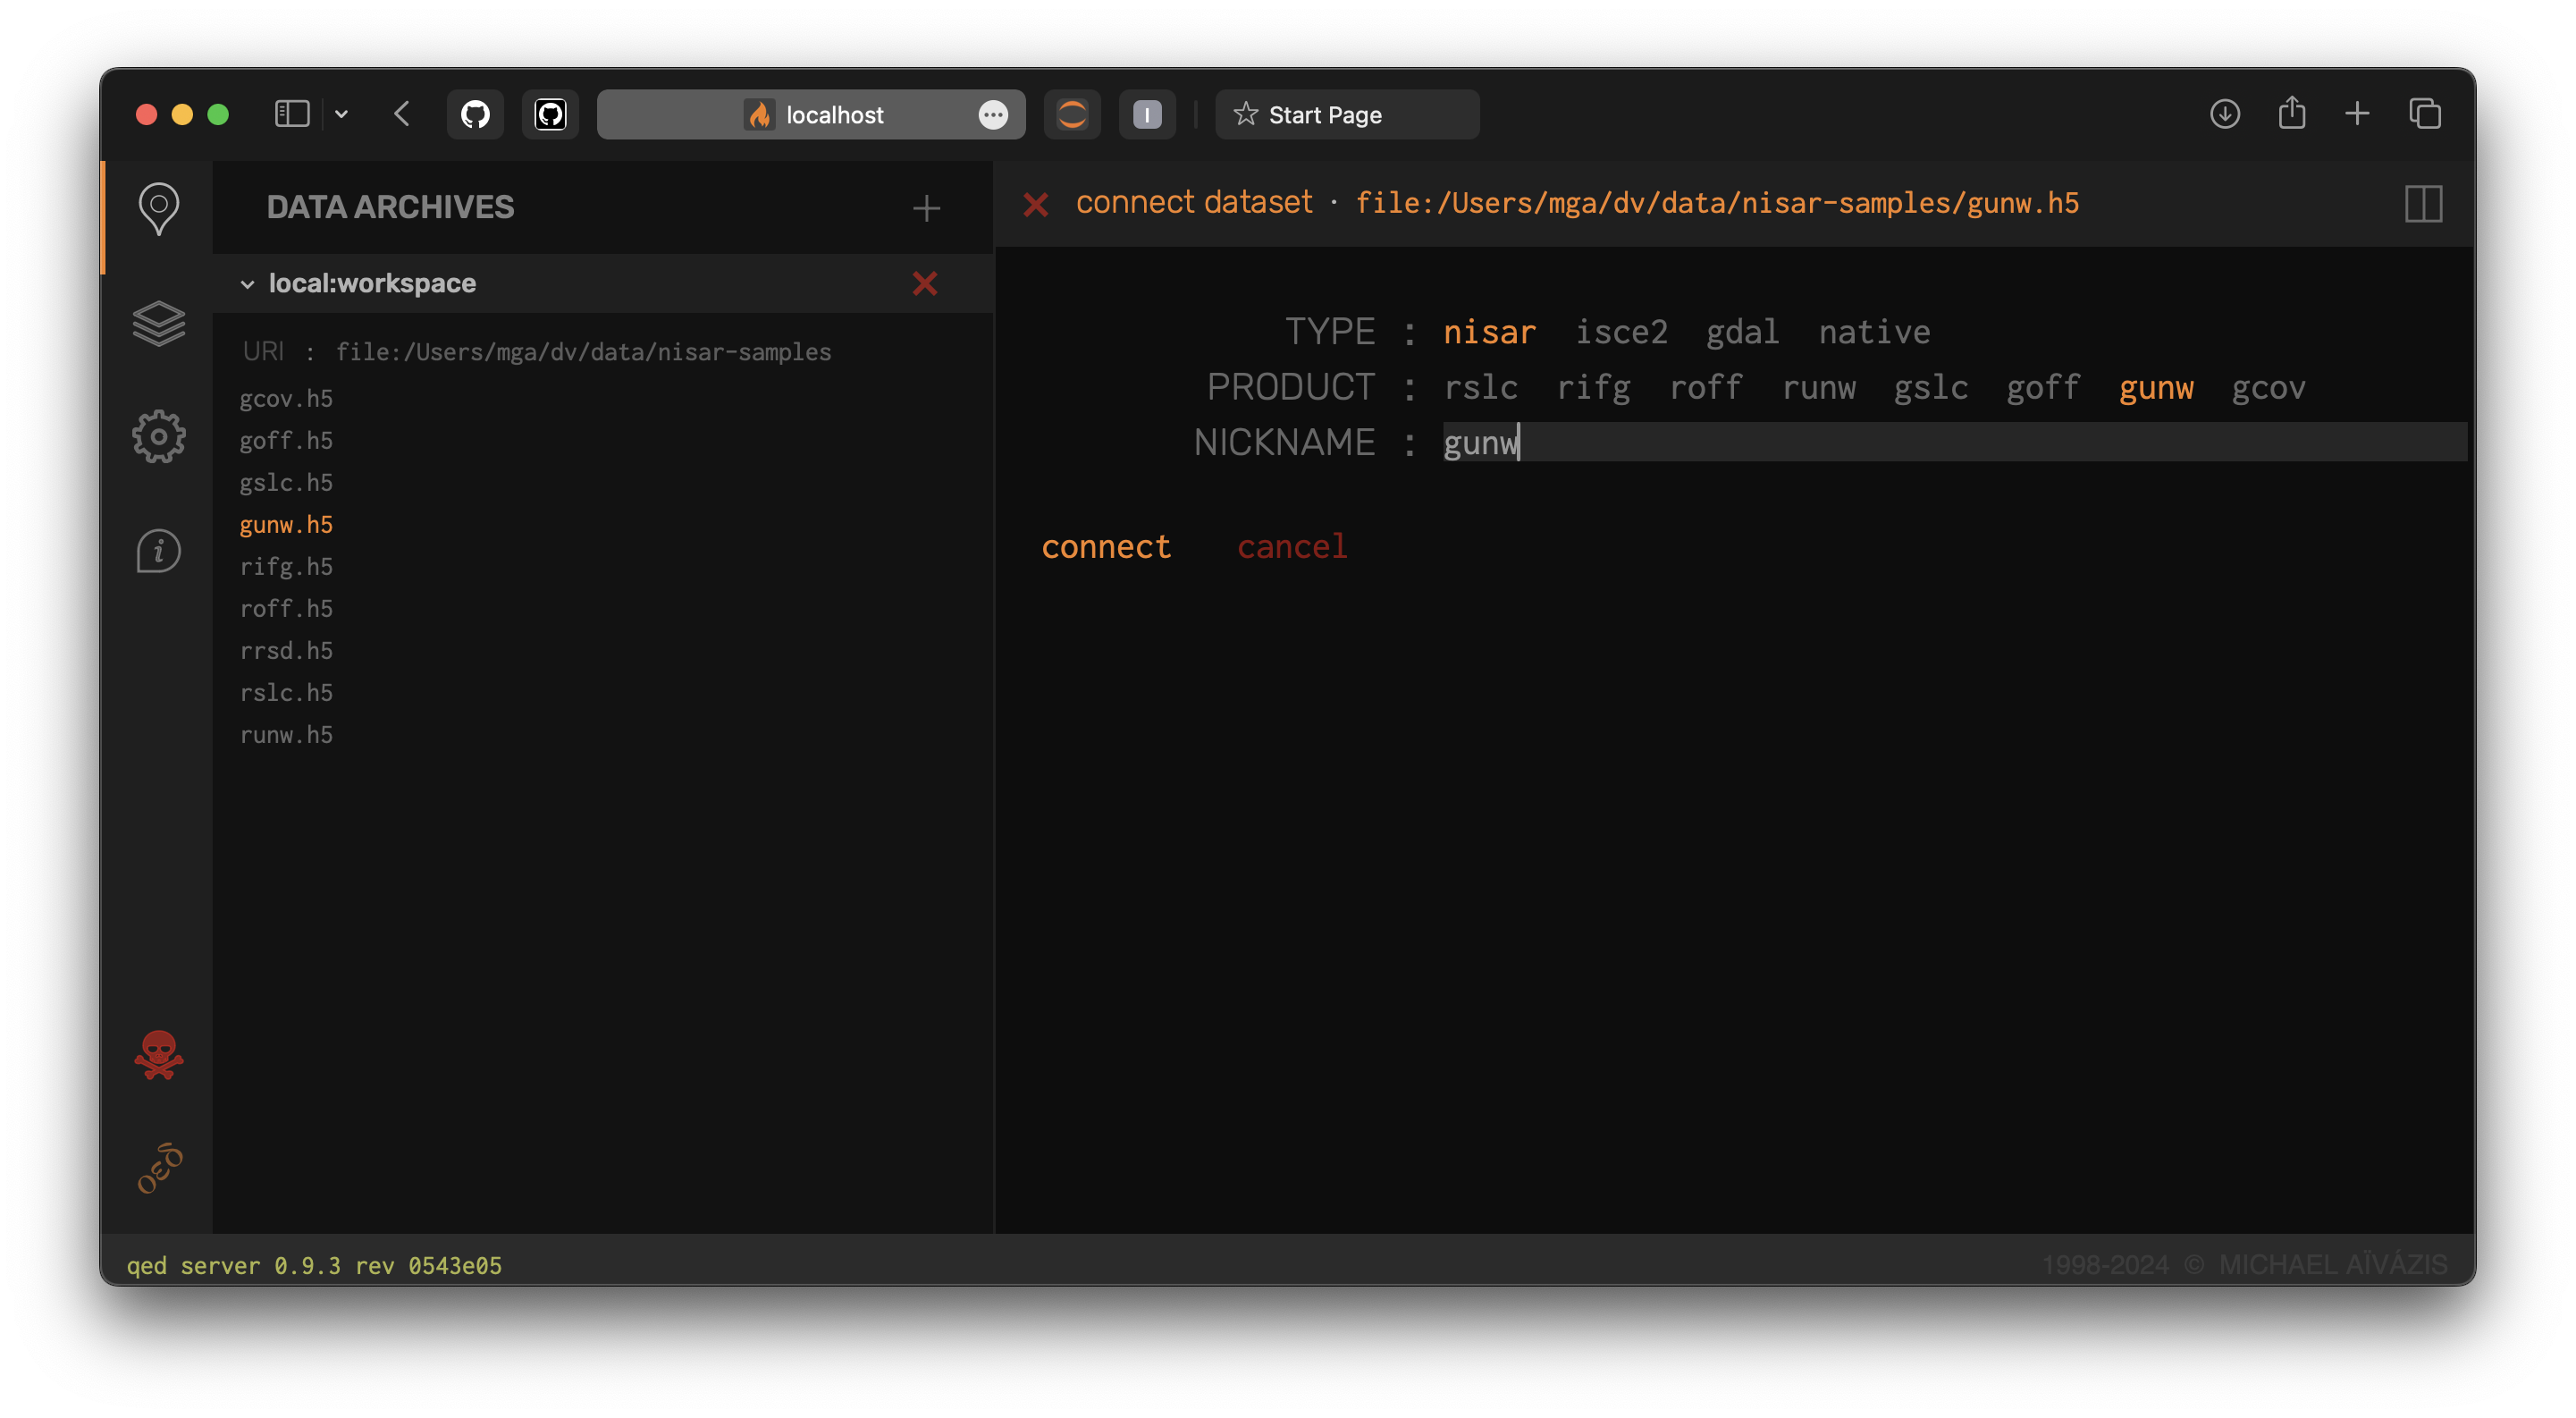 localhost
Start Page
DATA ARCHIVES
local:workspace
URI : file:/Users/mga/dv/data/nisar-samples
gcov.h5
goff.h5
gslc.h5
gunw.h5
rifg.h5
roff.h5
rrsd.h5
rslc.h5
runw.h5
connect dataset · file:/Users/mga/dv/data/nisar-samples/gunw.h5
TYPE : nisar isce2 gdal native
PRODUCT : rslc rifg roff runw gslc goff gunw gcov
NICKNAME : gunw
connect cancel
οεδ
qed server 0.9.3 rev 0543e05
1998-2024 © MICHAEL AÏVÁZIS